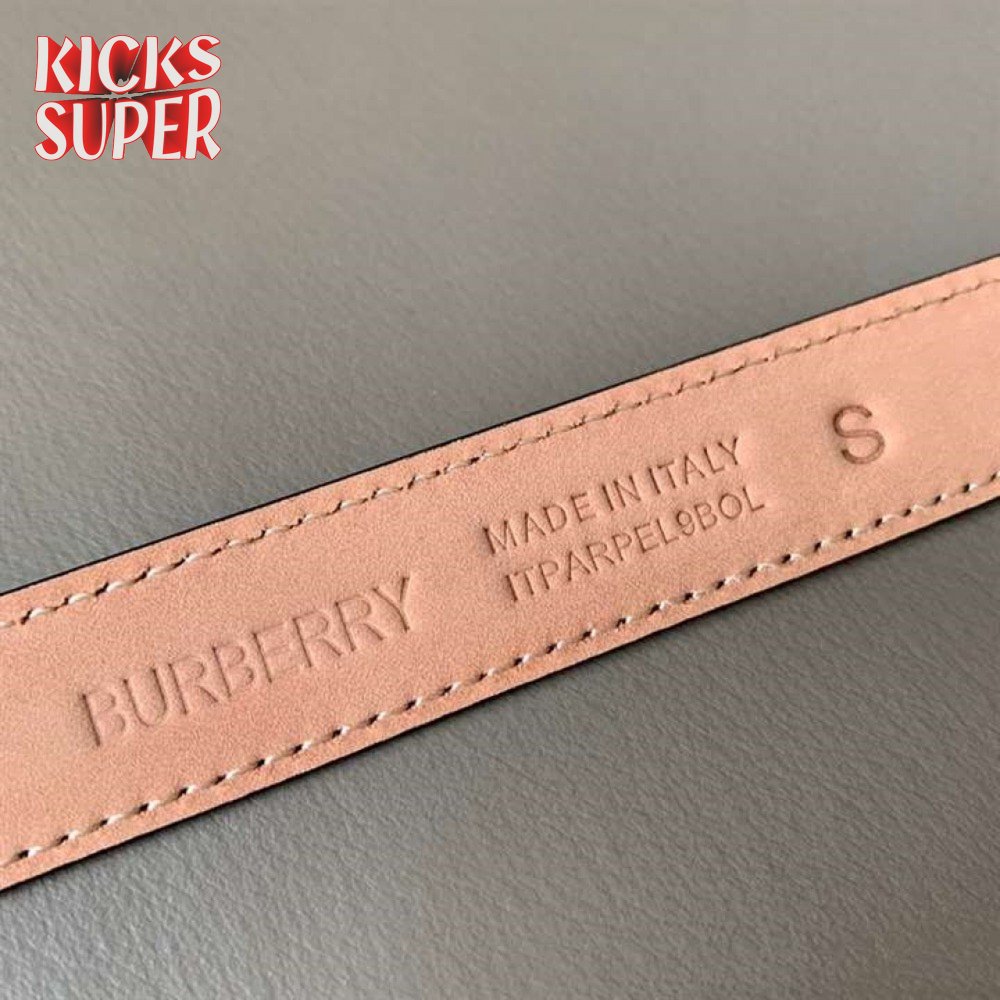 KICKS
SUPER
BURBERRY
MADE IN ITALY
ITPARPEL9BOL
S